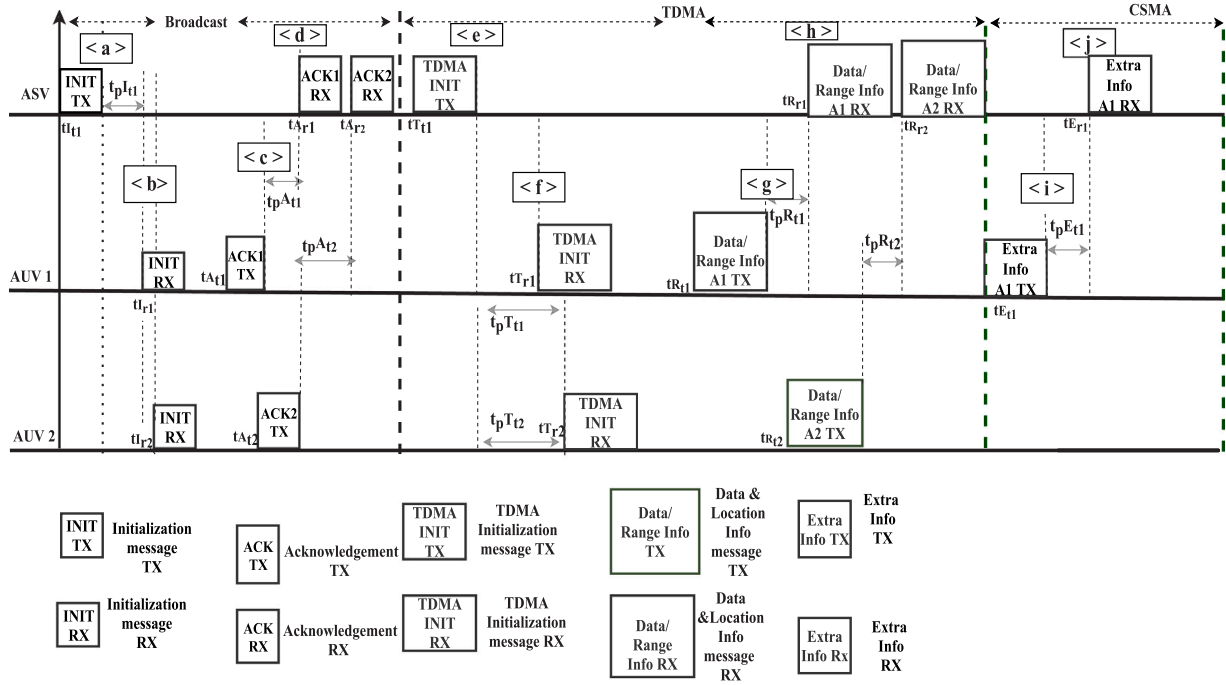 Broadcast
TDMA
CSMA
< a >
< d >
< e >
< h >
< j >
ASV
INIT
TX
tpIt1
ACK1
RX
ACK2
RX
TDMA
INIT
TX
Data/
Range Info
A1 RX
Data/
Range Info
A2 RX
Extra
Info
A1 RX
tIt1
tAr1
tAr2
tTt1
tRr1
tRr2
tEr1
< b >
< c >
< f >
< g >
< i >
tpAt1
tpRt1
tpEt1
AUV 1
INIT
RX
ACK1
TX
tpAt2
TDMA
INIT
RX
Data/
Range Info
A1 TX
tpRt2
Extra
Info
A1 TX
tIr1
tAt1
tTr1
tRt1
tEt1
tpTt1
AUV 2
tIr2
INIT
RX
tAt2
ACK2
TX
tpTt2
tTr2
TDMA
INIT
RX
tRt2
Data/
Range Info
A2 TX
INIT
TX
Initialization
message
TX
ACK
TX
Acknowledgement
TX
TDMA
INIT
TX
TDMA
Initialization
message TX
Data/
Range Info
TX
Data &
Location
Info
message
TX
Extra
Info TX
Extra
Info
TX
INIT
RX
Initialization
message
RX
ACK
RX
Acknowledgement
RX
TDMA
INIT
RX
TDMA
Initialization
message RX
Data/
Range
Info RX
Data
&Location
Info
message
RX
Extra
Info Rx
Extra
Info
RX